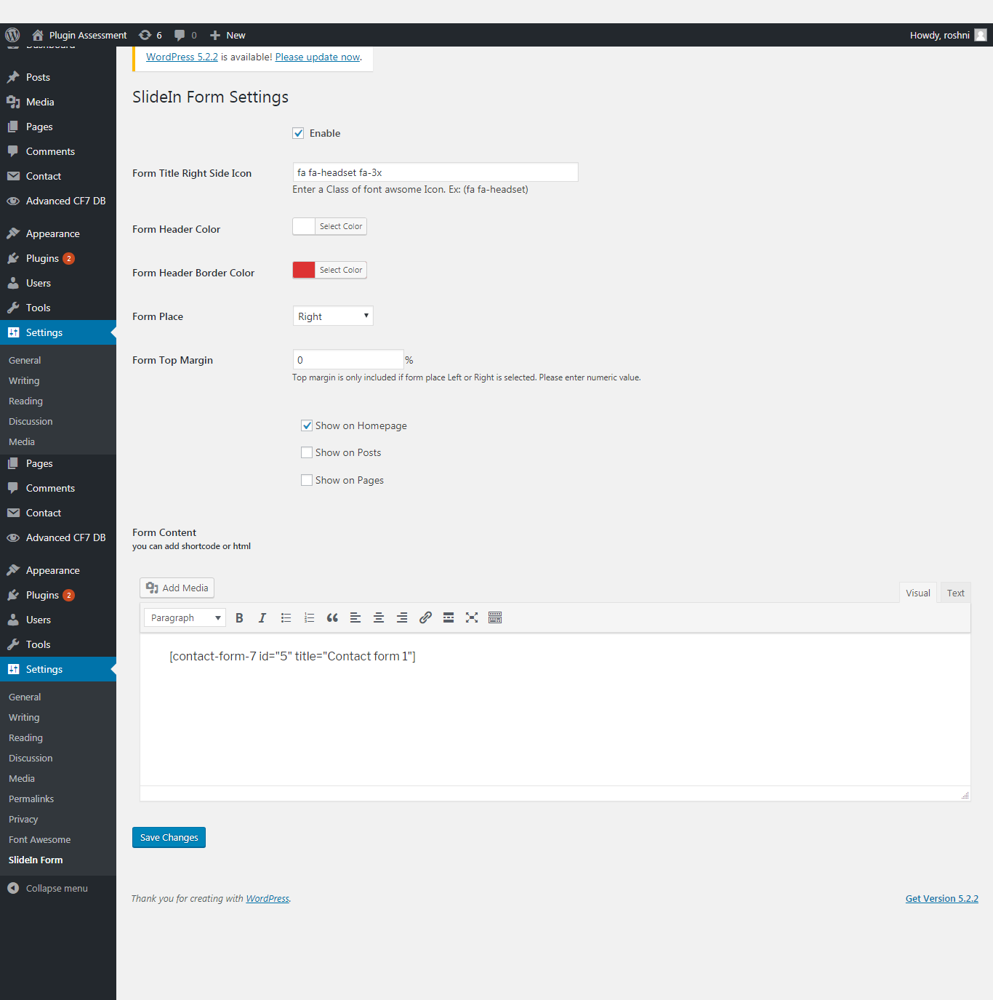 Plugin Assessment 6 0 New Howdy, roshni
Dashboard
Posts
Media
Pages
Comments
Contact
Advanced CF7 DB
Appearance
Plugins 2
Users
Tools
Settings
General
Writing
Reading
Discussion
Media
Pages
Comments
Contact
Advanced CF7 DB
Appearance
Plugins 2
Users
Tools
Settings
General
Writing
Reading
Discussion
Media
Permalinks
Privacy
Font Awesome
SlideIn Form
Collapse menu
WordPress 5.2.2 is available! Please update now.
SlideIn Form Settings
Enable
Form Title Right Side Icon
fa fa-headset fa-3x
Enter a Class of font awsome Icon. Ex: (fa fa-headset)
Form Header Color
Select Color
Form Header Border Color
Select Color
Form Place
Right
Form Top Margin
0 %
Top margin is only included if form place Left or Right is selected. Please enter numeric value.
Show on Homepage
Show on Posts
Show on Pages
Form Content
you can add shortcode or html
Add Media
Visual Text
Paragraph
[contact-form-7 id="5" title="Contact form 1"]
Save Changes
Thank you for creating with WordPress.
Get Version 5.2.2